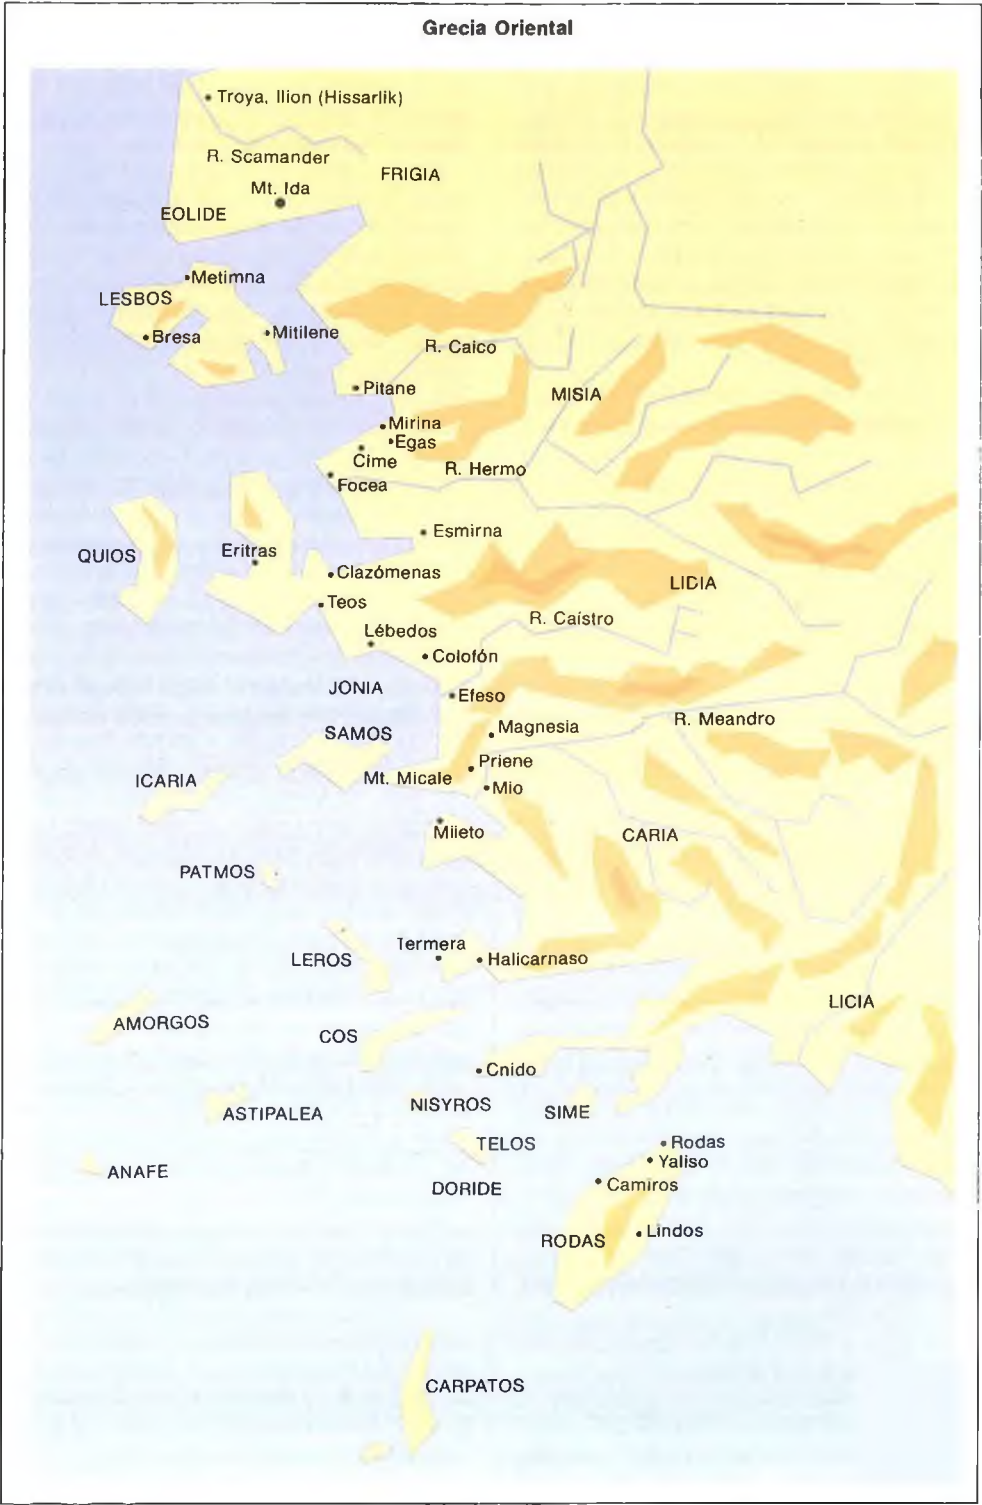 Grecia Oriental
Troya. Ilion (Hissarlik)
R. Scamander
FRIGIA
Mt. Ida
EOLIDE
Metimna
LESBOS
Bresa
Mitilene
R. Caico
Pitane
MISIA
Mirina
Egas
Cime
R. Hermo
Focea
Esmirna
QUIOS
Eritras
Clazómenas
LIDIA
Teos
R. Caístro
Lébedos
Colofón
JONIA
Efeso
R. Meandro
Magnesia
SAMOS
Priene
Mt. Micale
ICARIA
Mio
Miieto
CARIA
PATMOS
Termera
LEROS
Halicarnaso
LICIA
AMORGOS
COS
Cnido
NISYROS
SIME
ASTIPALEA
TELOS
Rodas
Yaliso
ANAFE
Camiros
DORIDE
Lindos
RODAS
CARPATOS